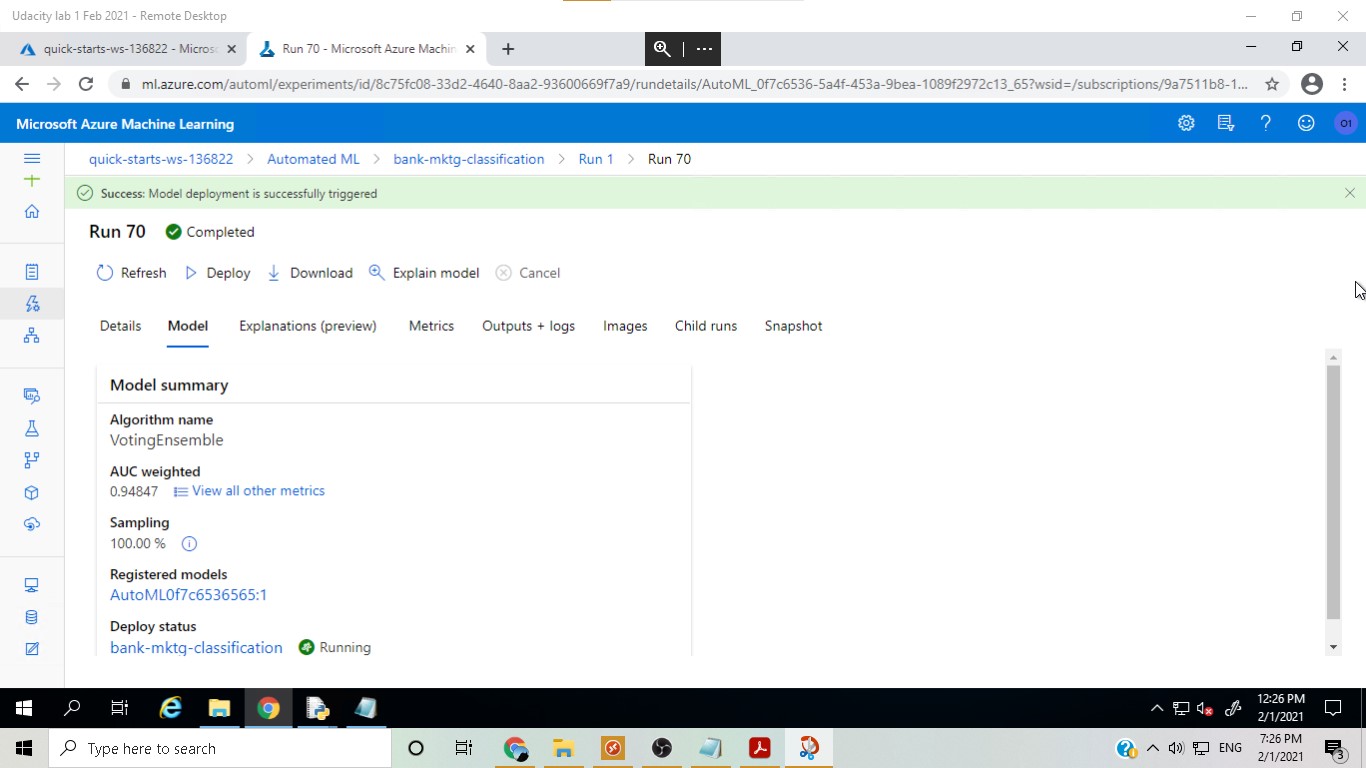 Udacity lab 1 Feb 2021 - Remote Desktop
quick-starts-ws-136822 - Micros
Run 70 - Microsoft Azure Machin
ml.azure.com/automl/experiments/id/8c75fc08-33d2-4640-8aa2-93600669f7a9/rundetails/AutoML_0f7c6536-5a4f-453a-9bea-1089f2972c13_65?wsid=/subscriptions/9a7511b8-1...
Microsoft Azure Machine Learning
O1
quick-starts-ws-136822 > Automated ML > bank-mktg-classification > Run 1 > Run 70
Success: Model deployment is successfully triggered
Run 70 Completed
Refresh Deploy Download Explain model Cancel
Details Model Explanations (preview) Metrics Outputs + logs Images Child runs Snapshot
Model summary
Algorithm name
VotingEnsemble
AUC weighted
0.94847 View all other metrics
Sampling
100.00 %
Registered models
AutoML0f7c6536565:1
Deploy status
bank-mktg-classification Running
12:26 PM
2/1/2021
Type here to search
ENG
7:26 PM
2/1/2021
3